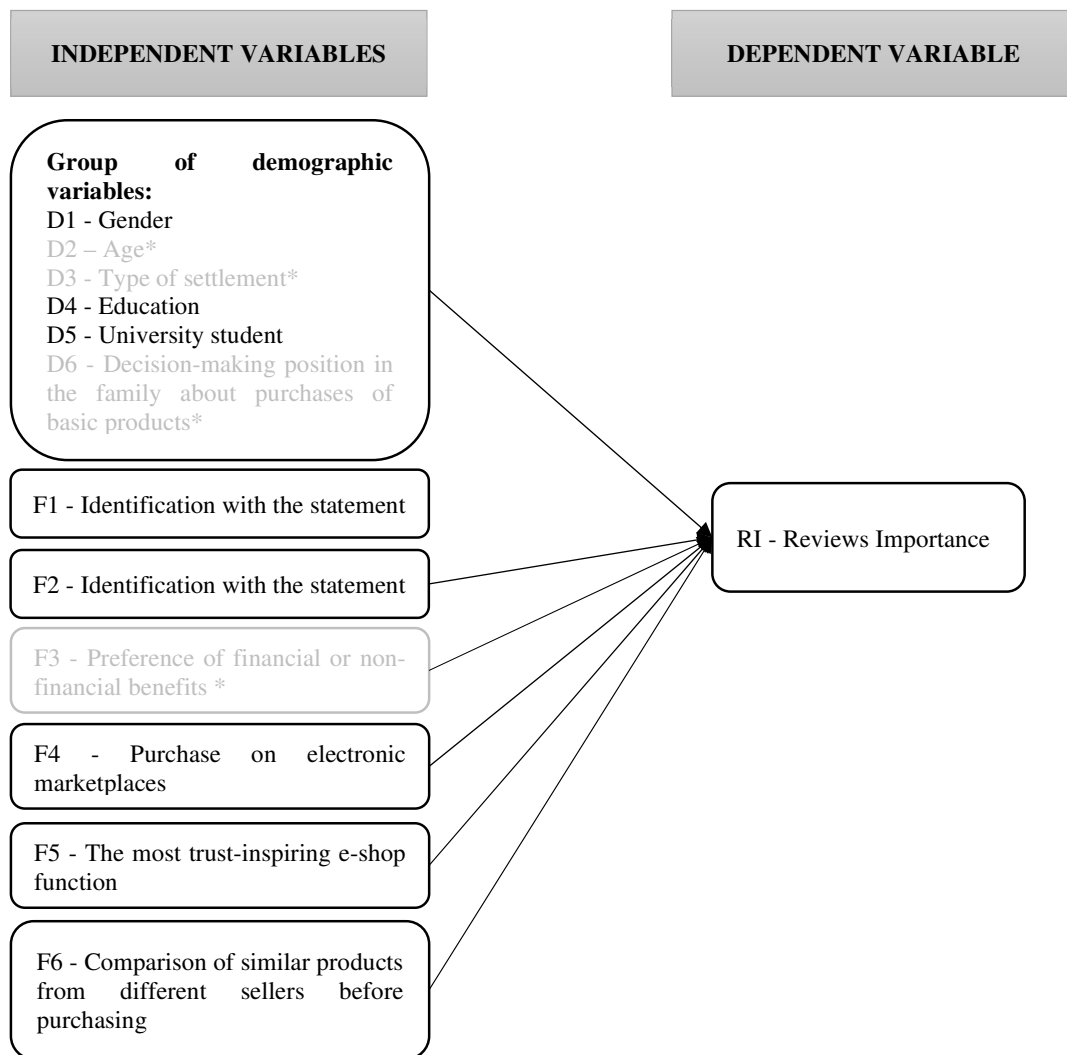 INDEPENDENT VARIABLES
DEPENDENT VARIABLE
Group of demographic
variables:
D1 - Gender
D2 – Age*
D3 - Type of settlement*
D4 - Education
D5 - University student
D6 - Decision-making position in
the family about purchases of
basic products*
F1 - Identification with the statement
F2 - Identification with the statement
F3 - Preference of financial or non-
financial benefits *
F4 - Purchase on electronic
marketplaces
F5 - The most trust-inspiring e-shop
function
F6 - Comparison of similar products
from different sellers before
purchasing
RI - Reviews Importance